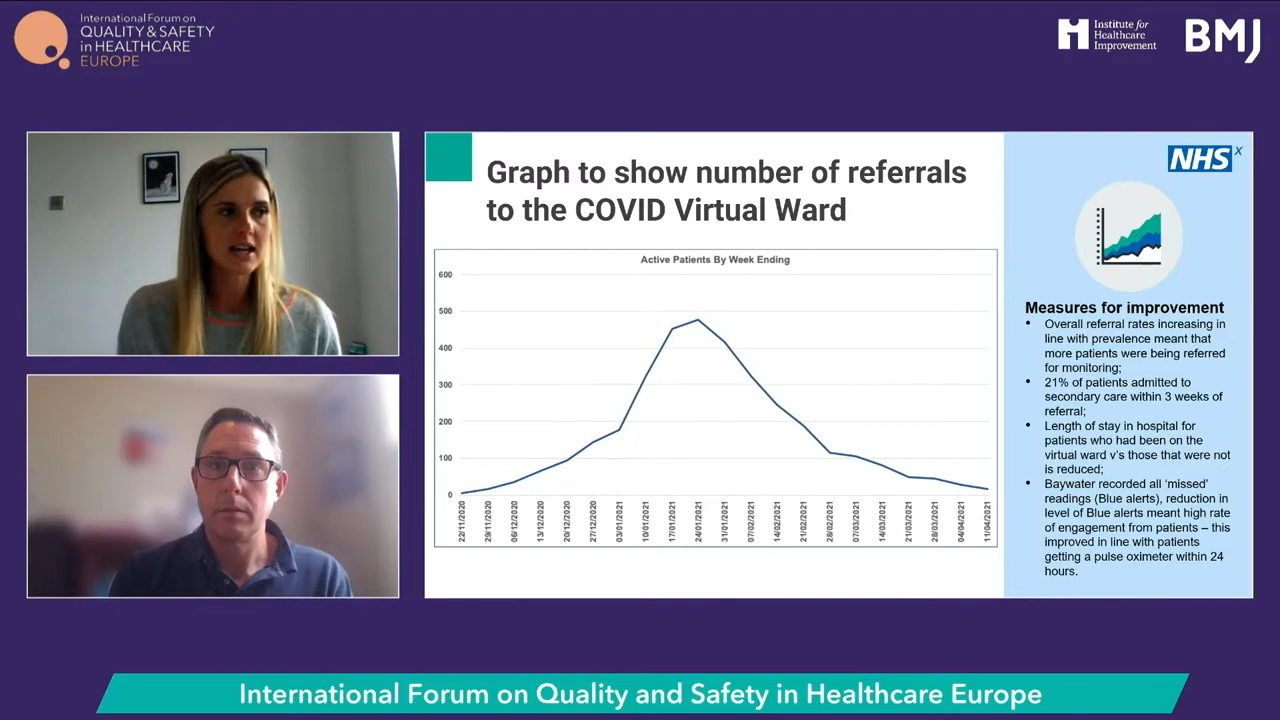 International Forum on
QUALITY & SAFETY
in HEALTHCARE
EUROPE
Institute for
Healthcare
Improvement
BMJ
Graph to show number of referrals
to the COVID Virtual Ward
Active Patients By Week Ending
600
500
400
300
200
100
0
22/11/2020
29/11/2020
06/12/2020
13/12/2020
20/12/2020
27/12/2020
03/01/2021
10/01/2021
17/01/2021
24/01/2021
31/01/2021
07/02/2021
14/02/2021
21/02/2021
28/02/2021
07/03/2021
14/03/2021
21/03/2021
28/03/2021
04/04/2021
11/04/2021
NHS X
Measures for improvement
• Overall referral rates increasing in
line with prevalence meant that
more patients were being referred
for monitoring;
• 21% of patients admitted to
secondary care within 3 weeks of
referral;
• Length of stay in hospital for
patients who had been on the
virtual ward v's those that were not
is reduced;
• Baywater recorded all ‘missed’
readings (Blue alerts), reduction in
level of Blue alerts meant high rate
of engagement from patients – this
improved in line with patients
getting a pulse oximeter within 24
hours.
International Forum on Quality and Safety in Healthcare Europe